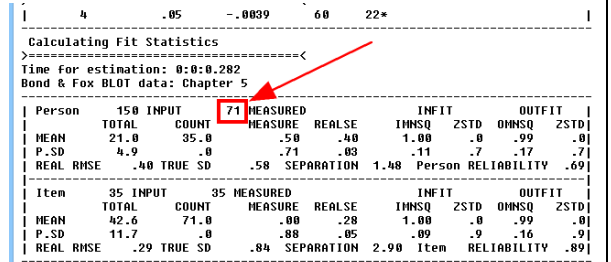 |       4         .05      -.0039     60    22*                              |
-------------------------------------------------------------------------------
 Calculating Fit Statistics
>=======================================<
Time for estimation: 0:0:0.282
Bond & Fox BLOT data: Chapter 5
-------------------------------------------------------------------------------
| Person    150 INPUT     71 MEASURED                INFIT        OUTFIT   |
|          TOTAL     COUNT      MEASURE  REALSE    IMNSQ   ZSTD  OMNSQ   ZSTD|
| MEAN      21.0      35.0          .50     .40     1.00     .0    .99     .0|
| P.SD       4.9        .0          .71     .03      .11     .7    .17     .7|
| REAL RMSE    .40 TRUE SD     .58  SEPARATION  1.48  Person RELIABILITY  .69|
-------------------------------------------------------------------------------
| Item       35 INPUT     35 MEASURED                INFIT        OUTFIT   |
|          TOTAL     COUNT      MEASURE  REALSE    IMNSQ   ZSTD  OMNSQ   ZSTD|
| MEAN      42.6      71.0          .00     .28     1.00     .0    .99     .0|
| P.SD      11.7        .0          .88     .05      .09     .9    .16     .9|
| REAL RMSE    .29 TRUE SD     .84  SEPARATION  2.90  Item   RELIABILITY  .89|
-------------------------------------------------------------------------------